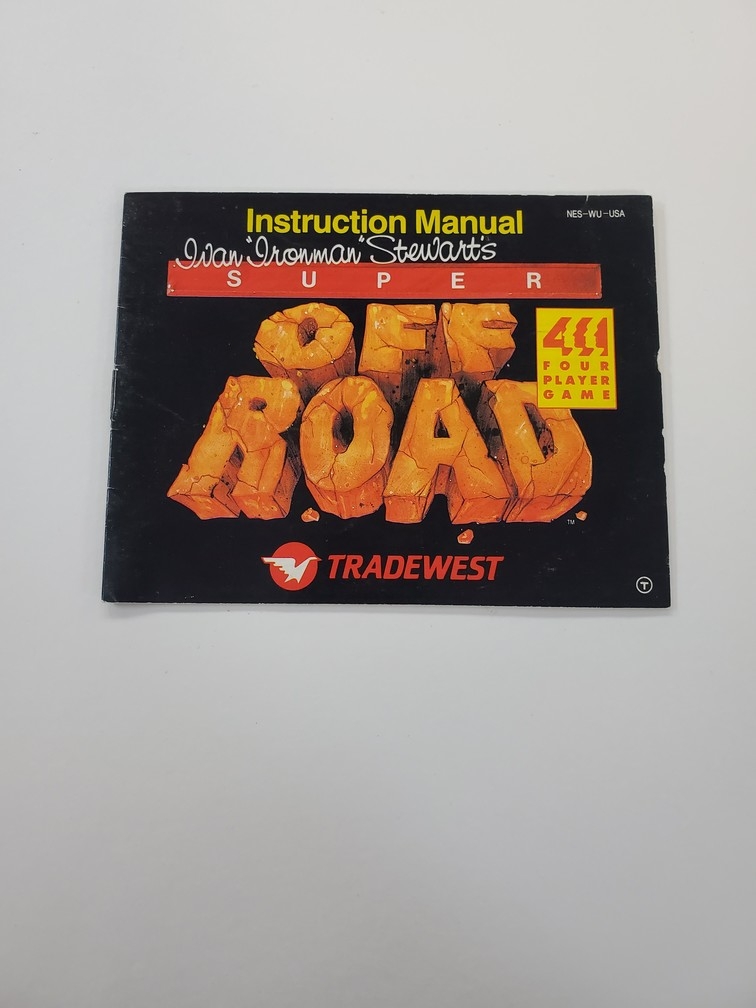 Instruction Manual
NES-WU-USA
Ivan "Ironman" Stewart's
SUPER
OFF
ROAD
4
FOUR
PLAYER
GAME
TM
TRADEWEST
T